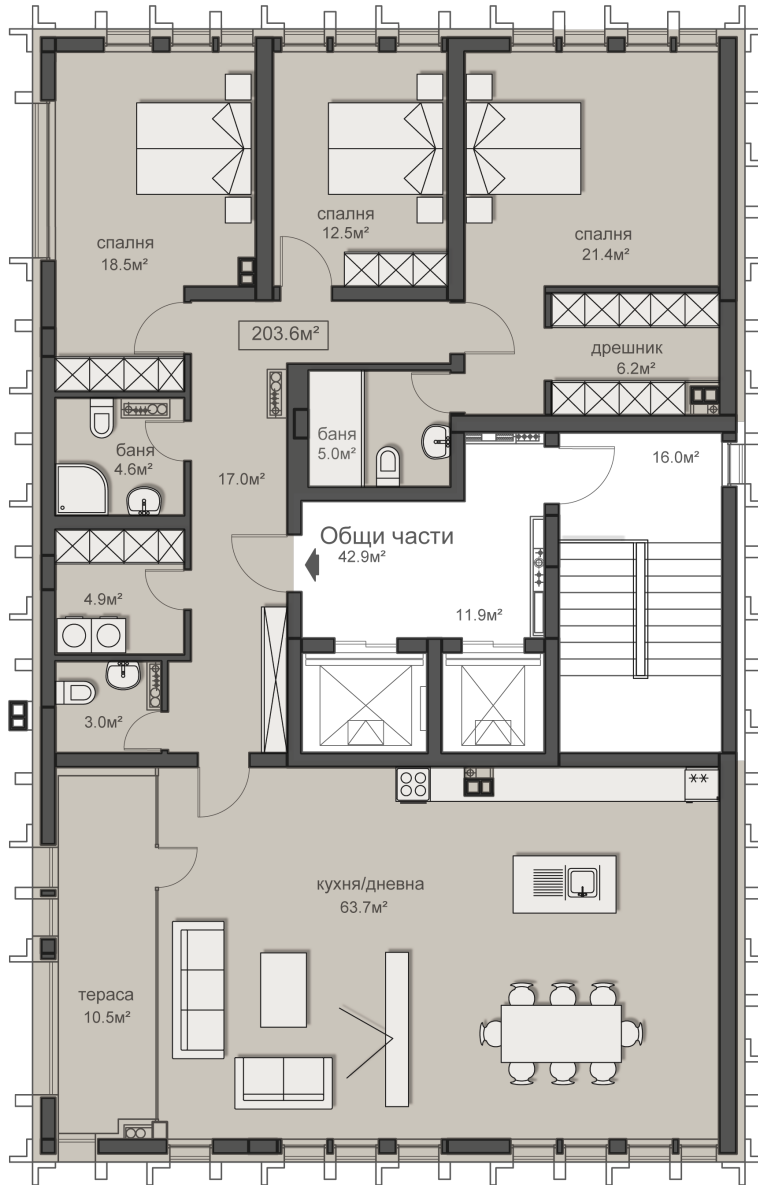 спалня
18.5м²
спалня
12.5м²
спалня
21.4м²
203.6м²
дрешник
6.2м²
баня
4.6м²
17.0м²
баня
5.0м²
16.0м²
Общи части
42.9м²
4.9м²
11.9м²
3.0м²
**
кухня/дневна
63.7м²
тераса
10.5м²